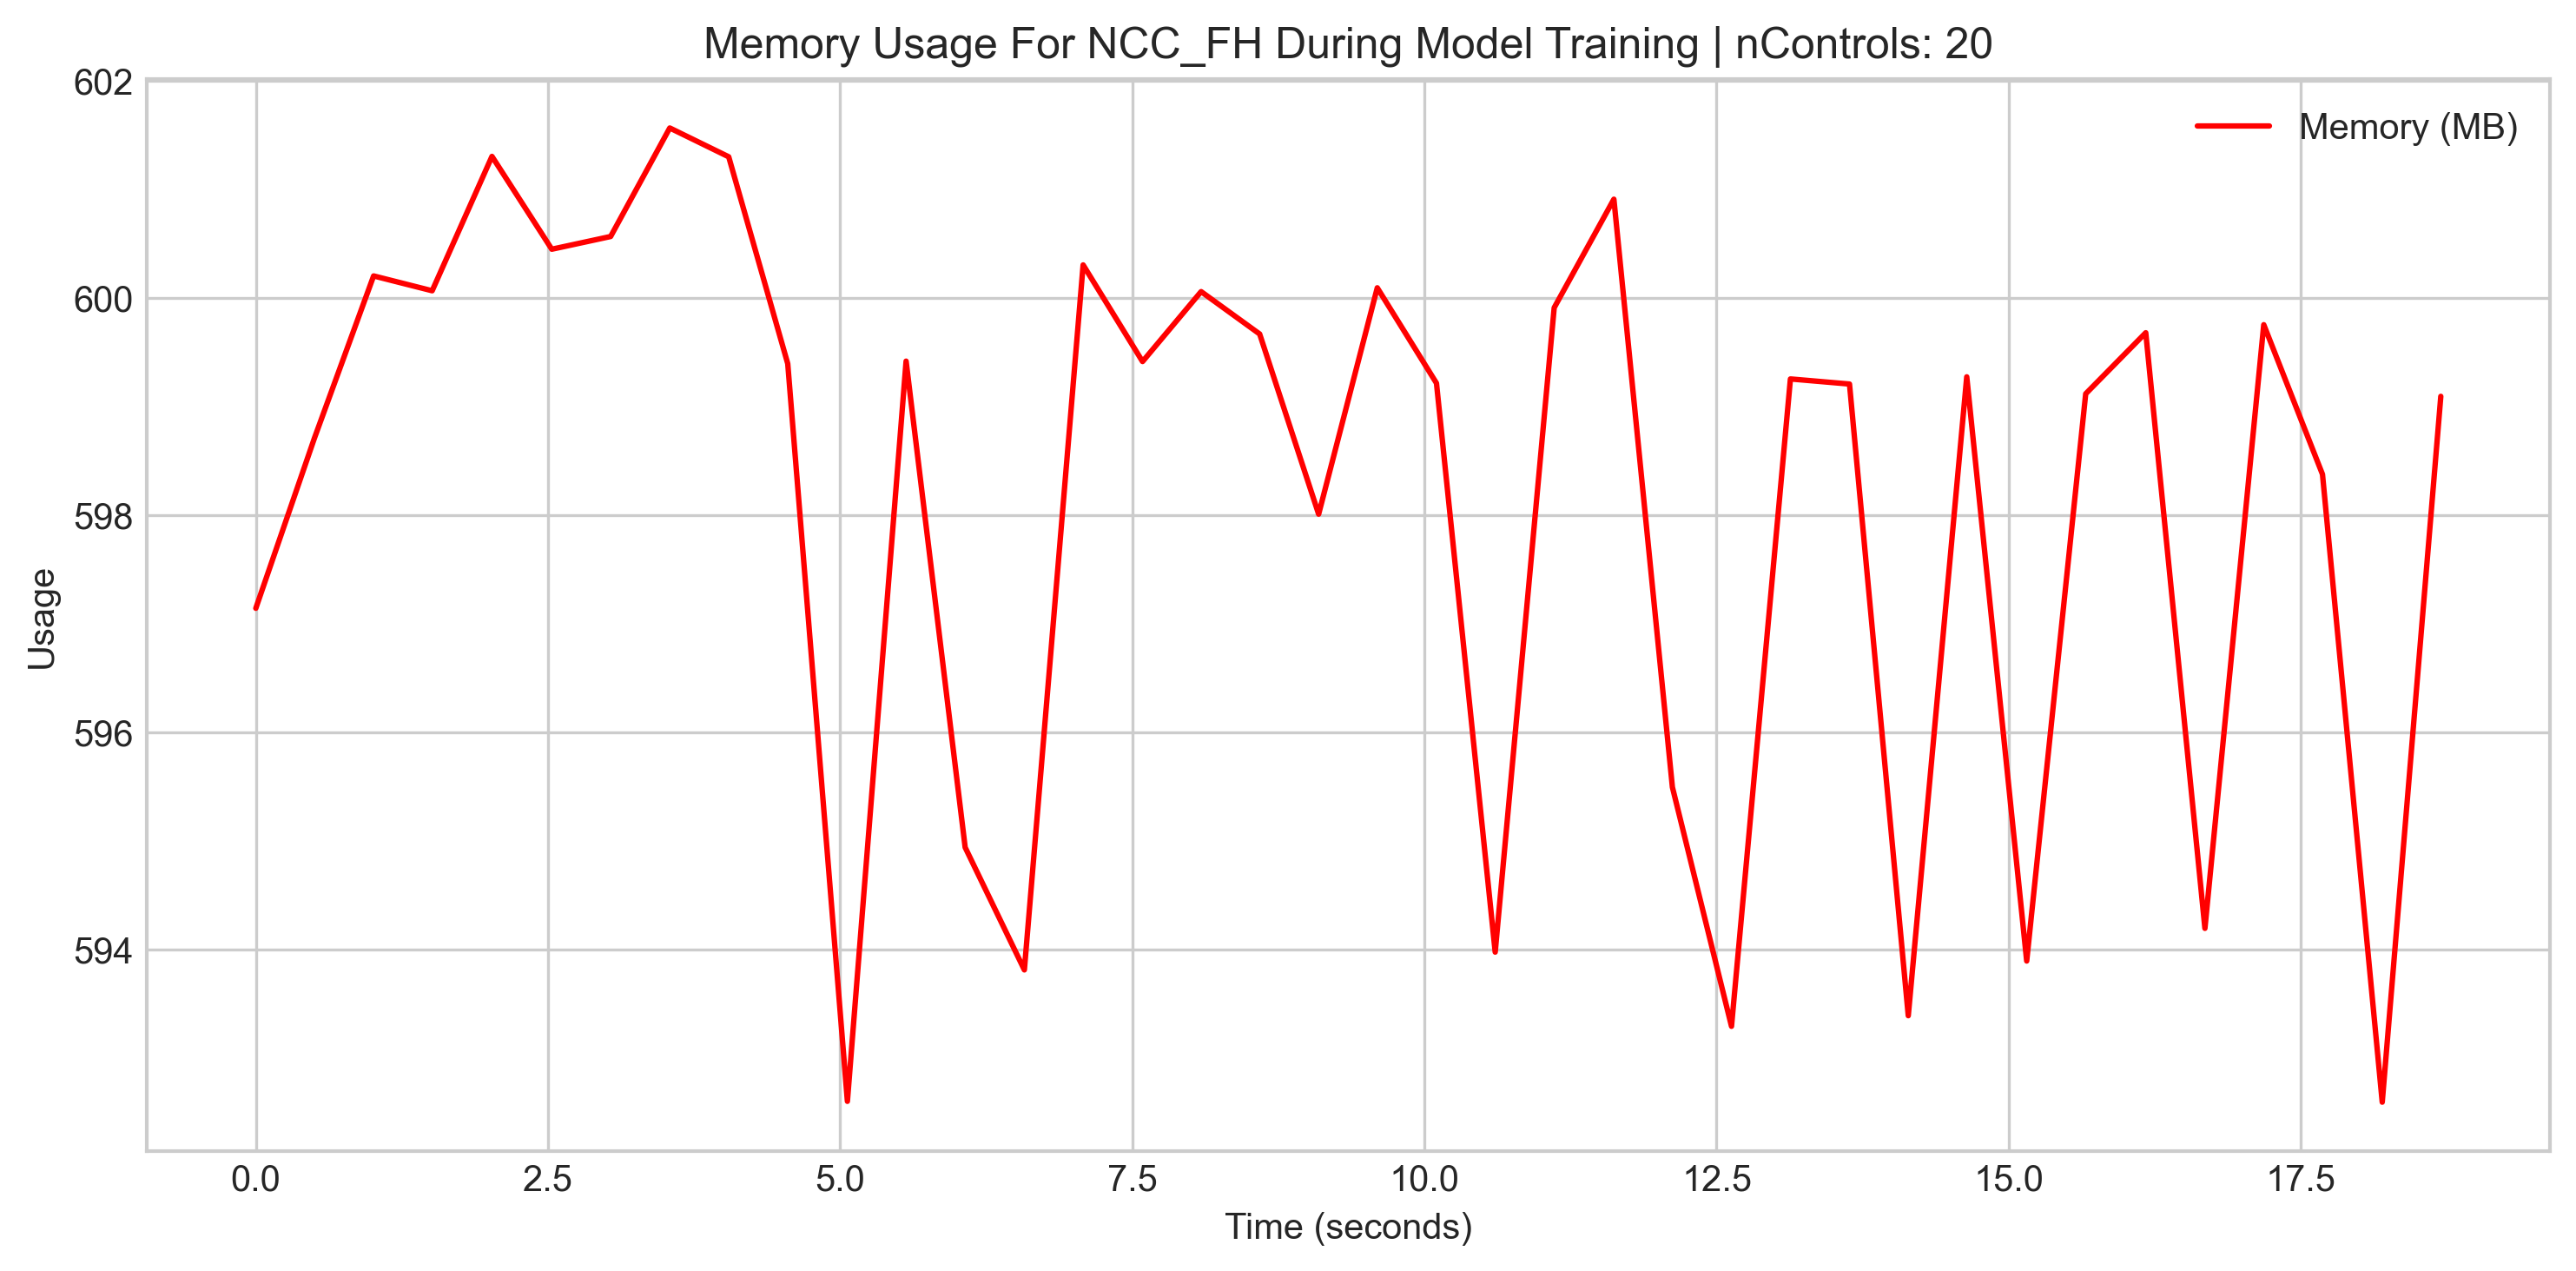 Memory Usage For NCC_FH During Model Training | nControls: 20
Memory (MB)
602
600
598
596
594
Usage
0.0 2.5 5.0 7.5 10.0 12.5 15.0 17.5
Time (seconds)